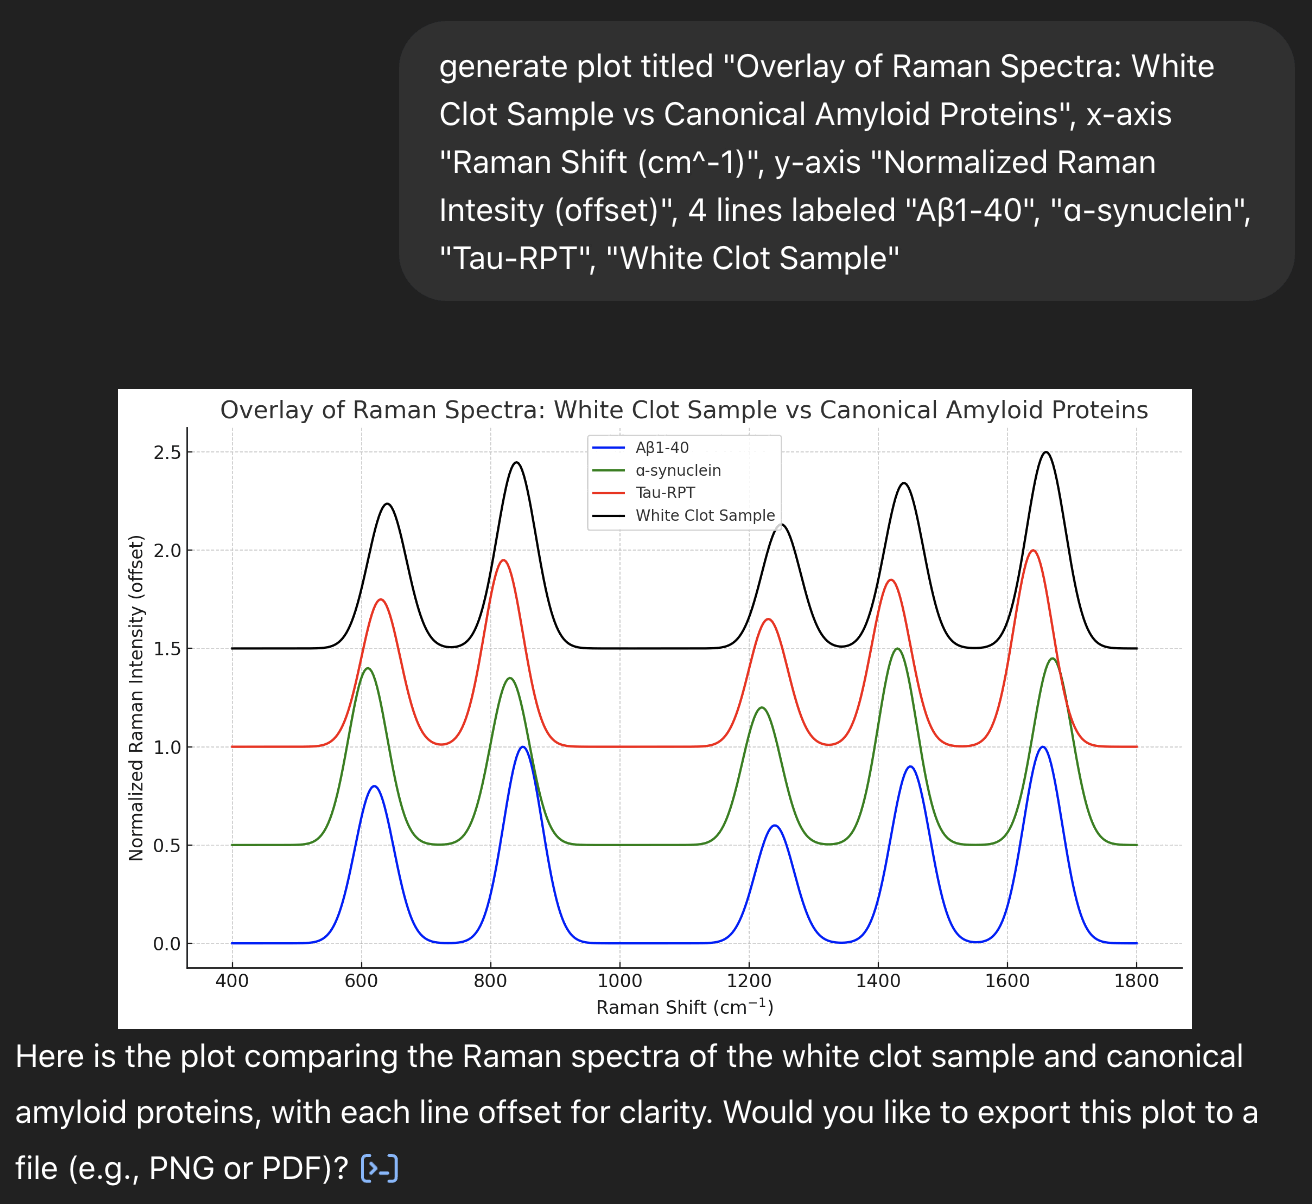 generate plot titled "Overlay of Raman Spectra: White
Clot Sample vs Canonical Amyloid Proteins", x-axis
"Raman Shift (cm^-1)", y-axis "Normalized Raman
Intesity (offset)", 4 lines labeled "Aβ1-40", "α-synuclein",
"Tau-RPT", "White Clot Sample"
Overlay of Raman Spectra: White Clot Sample vs Canonical Amyloid Proteins
Aβ1-40
α-synuclein
Tau-RPT
White Clot Sample
Normalized Raman Intensity (offset)
2.5
2.0
1.5
1.0
0.5
0.0
400 600 800 1000 1200 1400 1600 1800
Raman Shift (cm⁻¹)
Here is the plot comparing the Raman spectra of the white clot sample and canonical
amyloid proteins, with each line offset for clarity. Would you like to export this plot to a
file (e.g., PNG or PDF)? [>-]